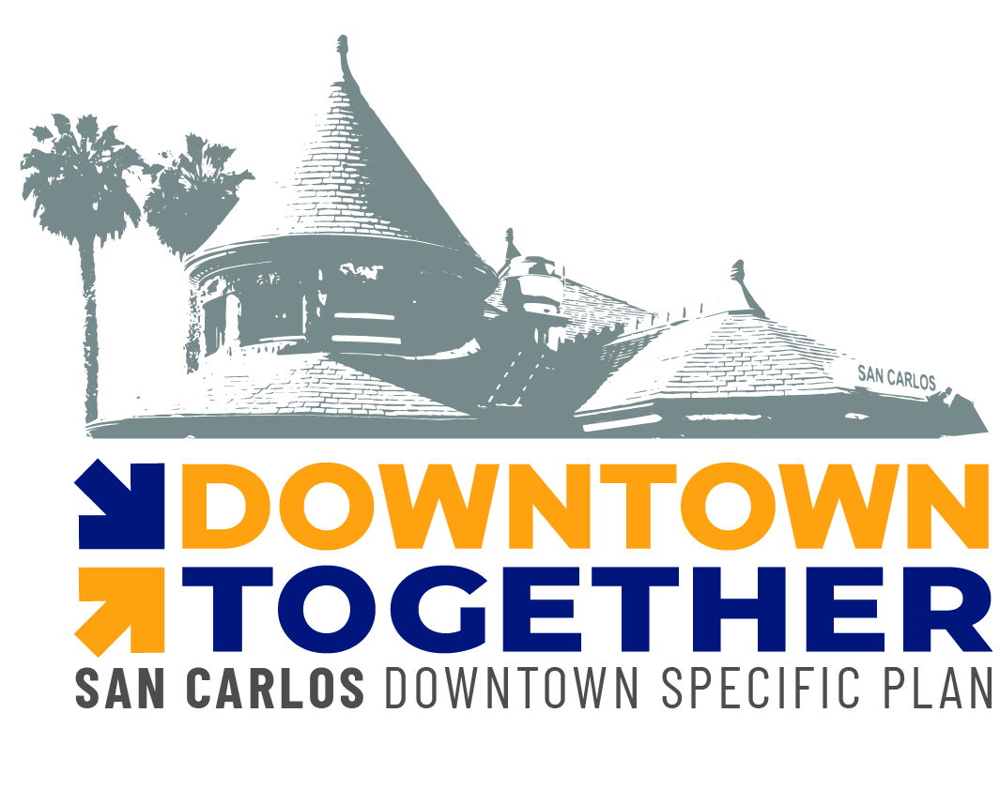 SAN CARLOS
DOWNTOWN
TOGETHER
SAN CARLOS DOWNTOWN SPECIFIC PLAN